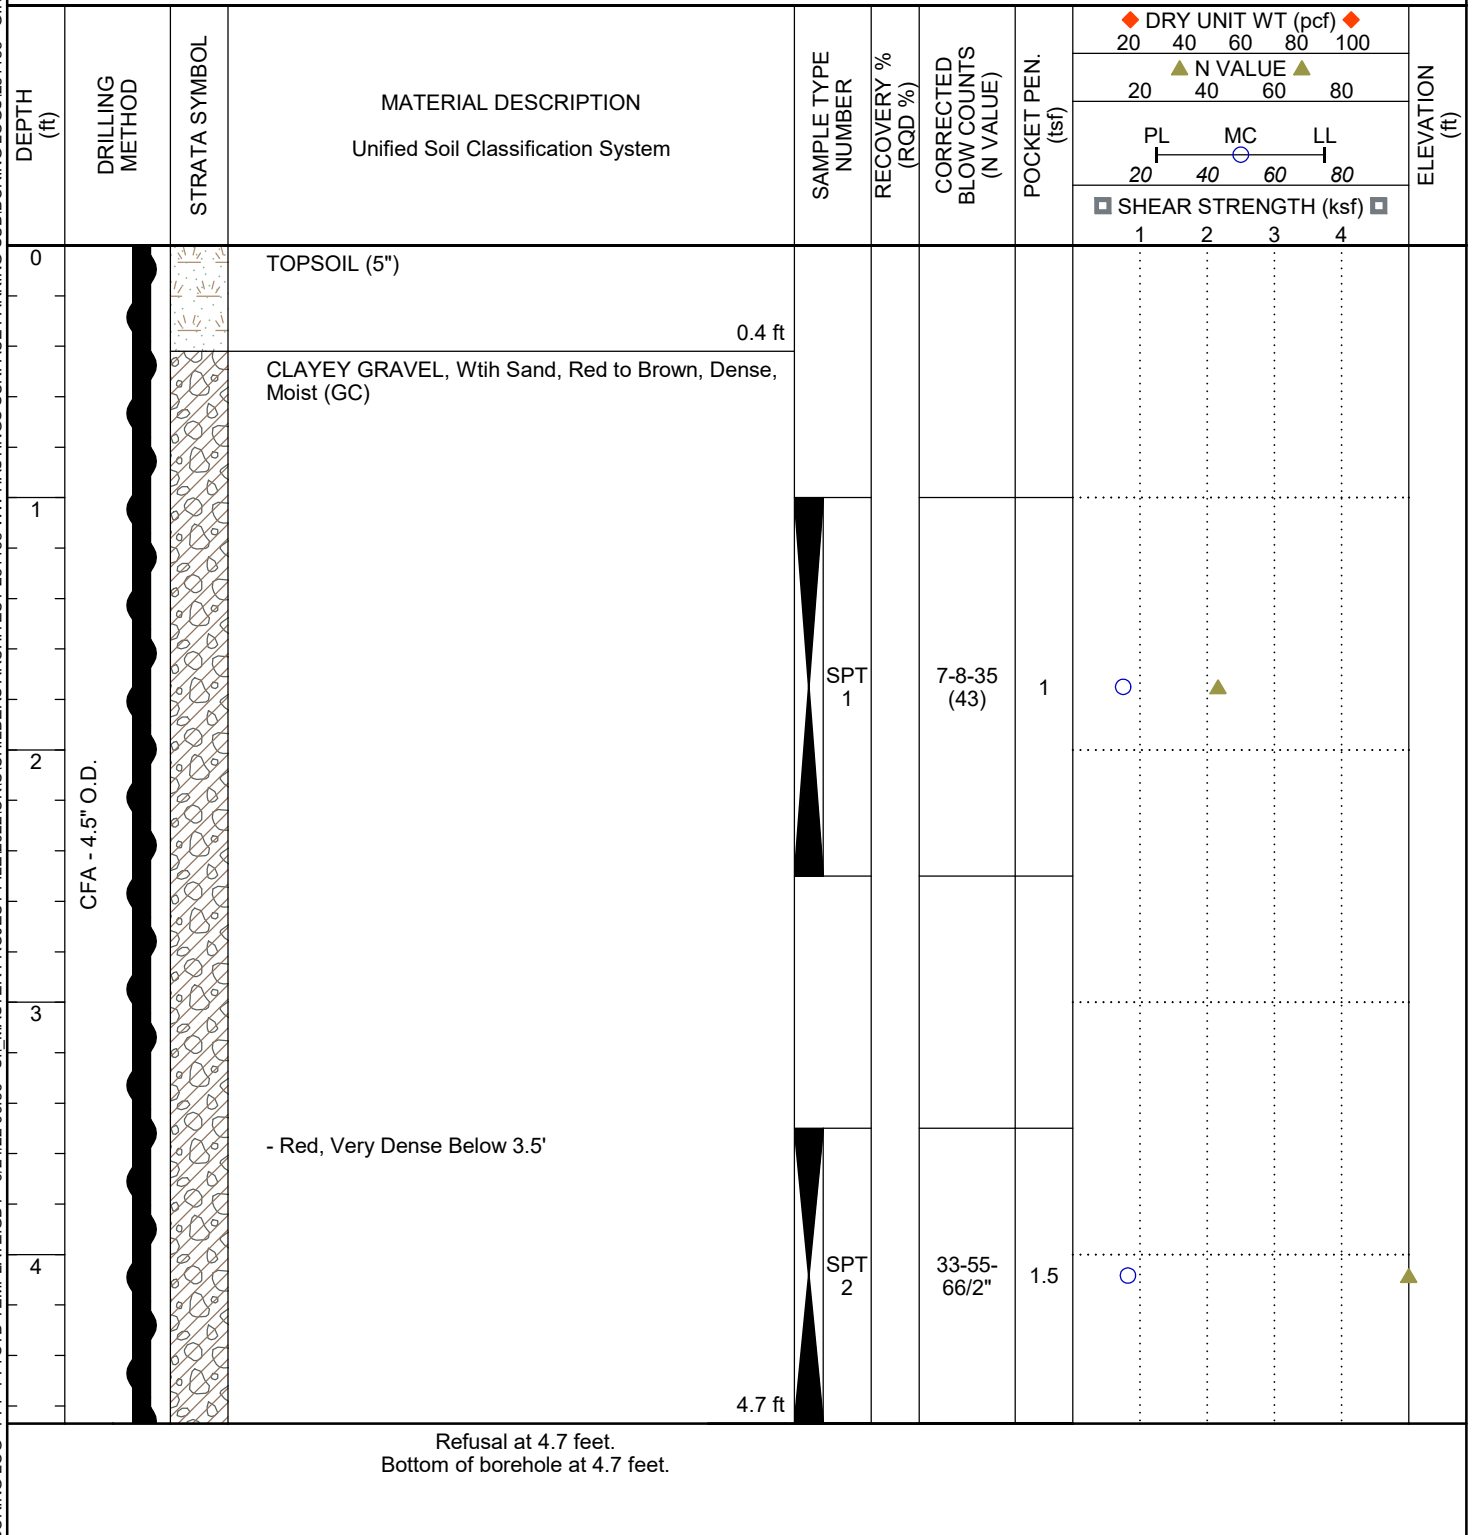 DEPTH
(ft)
DRILLING
METHOD
STRATA SYMBOL
MATERIAL DESCRIPTION
Unified Soil Classification System
SAMPLE TYPE
NUMBER
RECOVERY %
(RQD %)
CORRECTED
BLOW COUNTS
(N VALUE)
POCKET PEN.
(tsf)
DRY UNIT WT (pcf)
20 40 60 80 100
N VALUE
20 40 60 80
PL MC LL
20 40 60 80
SHEAR STRENGTH (ksf)
1 2 3 4
ELEVATION
(ft)
0
TOPSOIL (5")
0.4 ft
CLAYEY GRAVEL, Wtih Sand, Red to Brown, Dense,
Moist (GC)
1
SPT
1
7-8-35
(43)
1
2
CFA - 4.5" O.D.
3
- Red, Very Dense Below 3.5'
4
SPT
2
33-55-
66/2"
1.5
4.7 ft
Refusal at 4.7 feet.
Bottom of borehole at 4.7 feet.